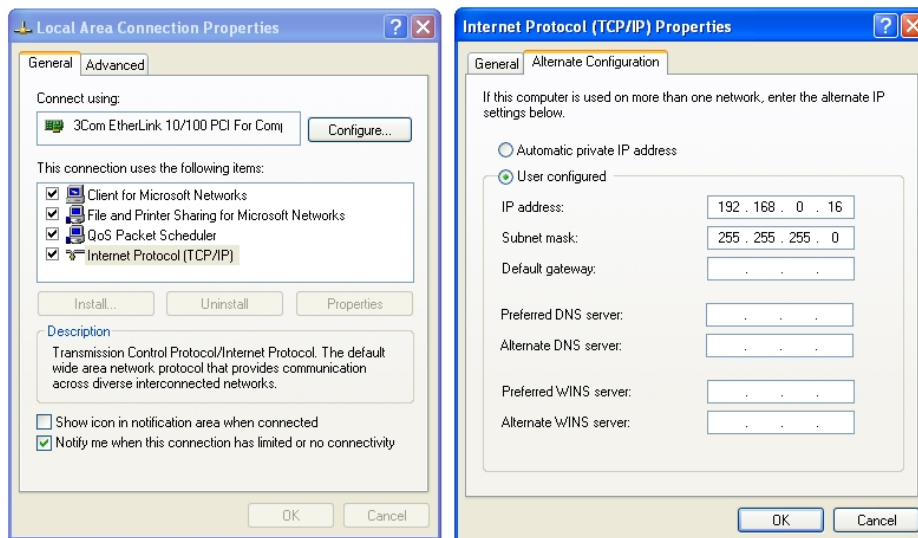 Local Area Connection Properties
General
Advanced
Connect using:
3Com EtherLink 10/100 PCI For Comp
Configure...
This connection uses the following items:
Client for Microsoft Networks
File and Printer Sharing for Microsoft Networks
QoS Packet Scheduler
Internet Protocol (TCP/IP)
Install...
Uninstall
Properties
Description
Transmission Control Protocol/Internet Protocol. The default
wide area network protocol that provides communication
across diverse interconnected networks.
Show icon in notification area when connected
Notify me when this connection has limited or no connectivity
OK
Cancel
Internet Protocol (TCP/IP) Properties
General
Alternate Configuration
If this computer is used on more than one network, enter the alternate IP
settings below.
Automatic private IP address
User configured
IP address:
192 . 168 . 0 . 16
Subnet mask:
255 . 255 . 255 . 0
Default gateway:
. . .
Preferred DNS server:
. . .
Alternate DNS server:
. . .
Preferred WINS server:
. . .
Alternate WINS server:
. . .
OK
Cancel